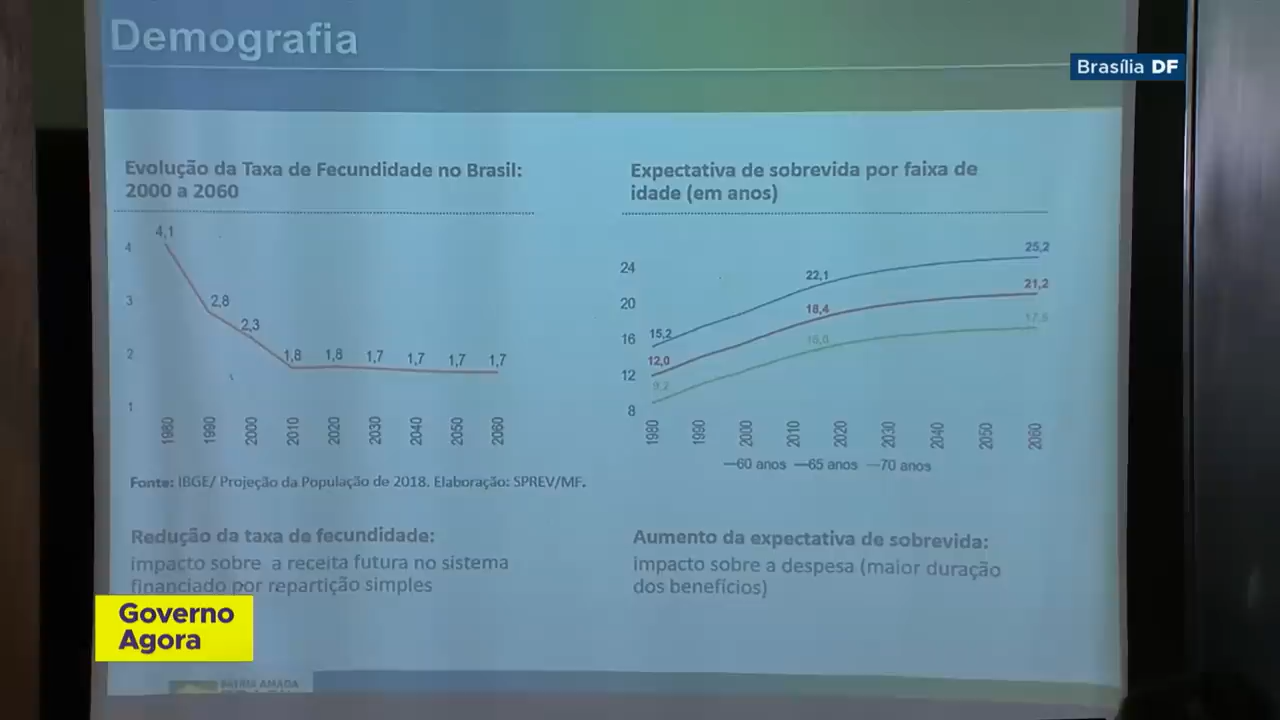 Demografia
Brasília DF
Evolução da Taxa de Fecundidade no Brasil:
2000 a 2060
4,1
4
3
2,8
2,3
2
1,8
1,8
1,7
1,7
1,7
1,7
1
1980
1990
2000
2010
2020
2030
2040
2050
2060
Fonte: IBGE/ Projeção da População de 2018. Elaboração: SPREV/MF.
Redução da taxa de fecundidade:
impacto sobre a receita futura no sistema
financiado por repartição simples
Expectativa de sobrevida por faixa de
idade (em anos)
25,2
24
22,1
21,2
20
18,4
16
15,2
12,0
12
9,2
8
1980
1990
2000
2010
2020
2030
2040
2050
2060
60 anos 65 anos 70 anos
Aumento da expectativa de sobrevida:
impacto sobre a despesa (maior duração
dos benefícios)
Governo
Agora
PÁTRIA AMADA